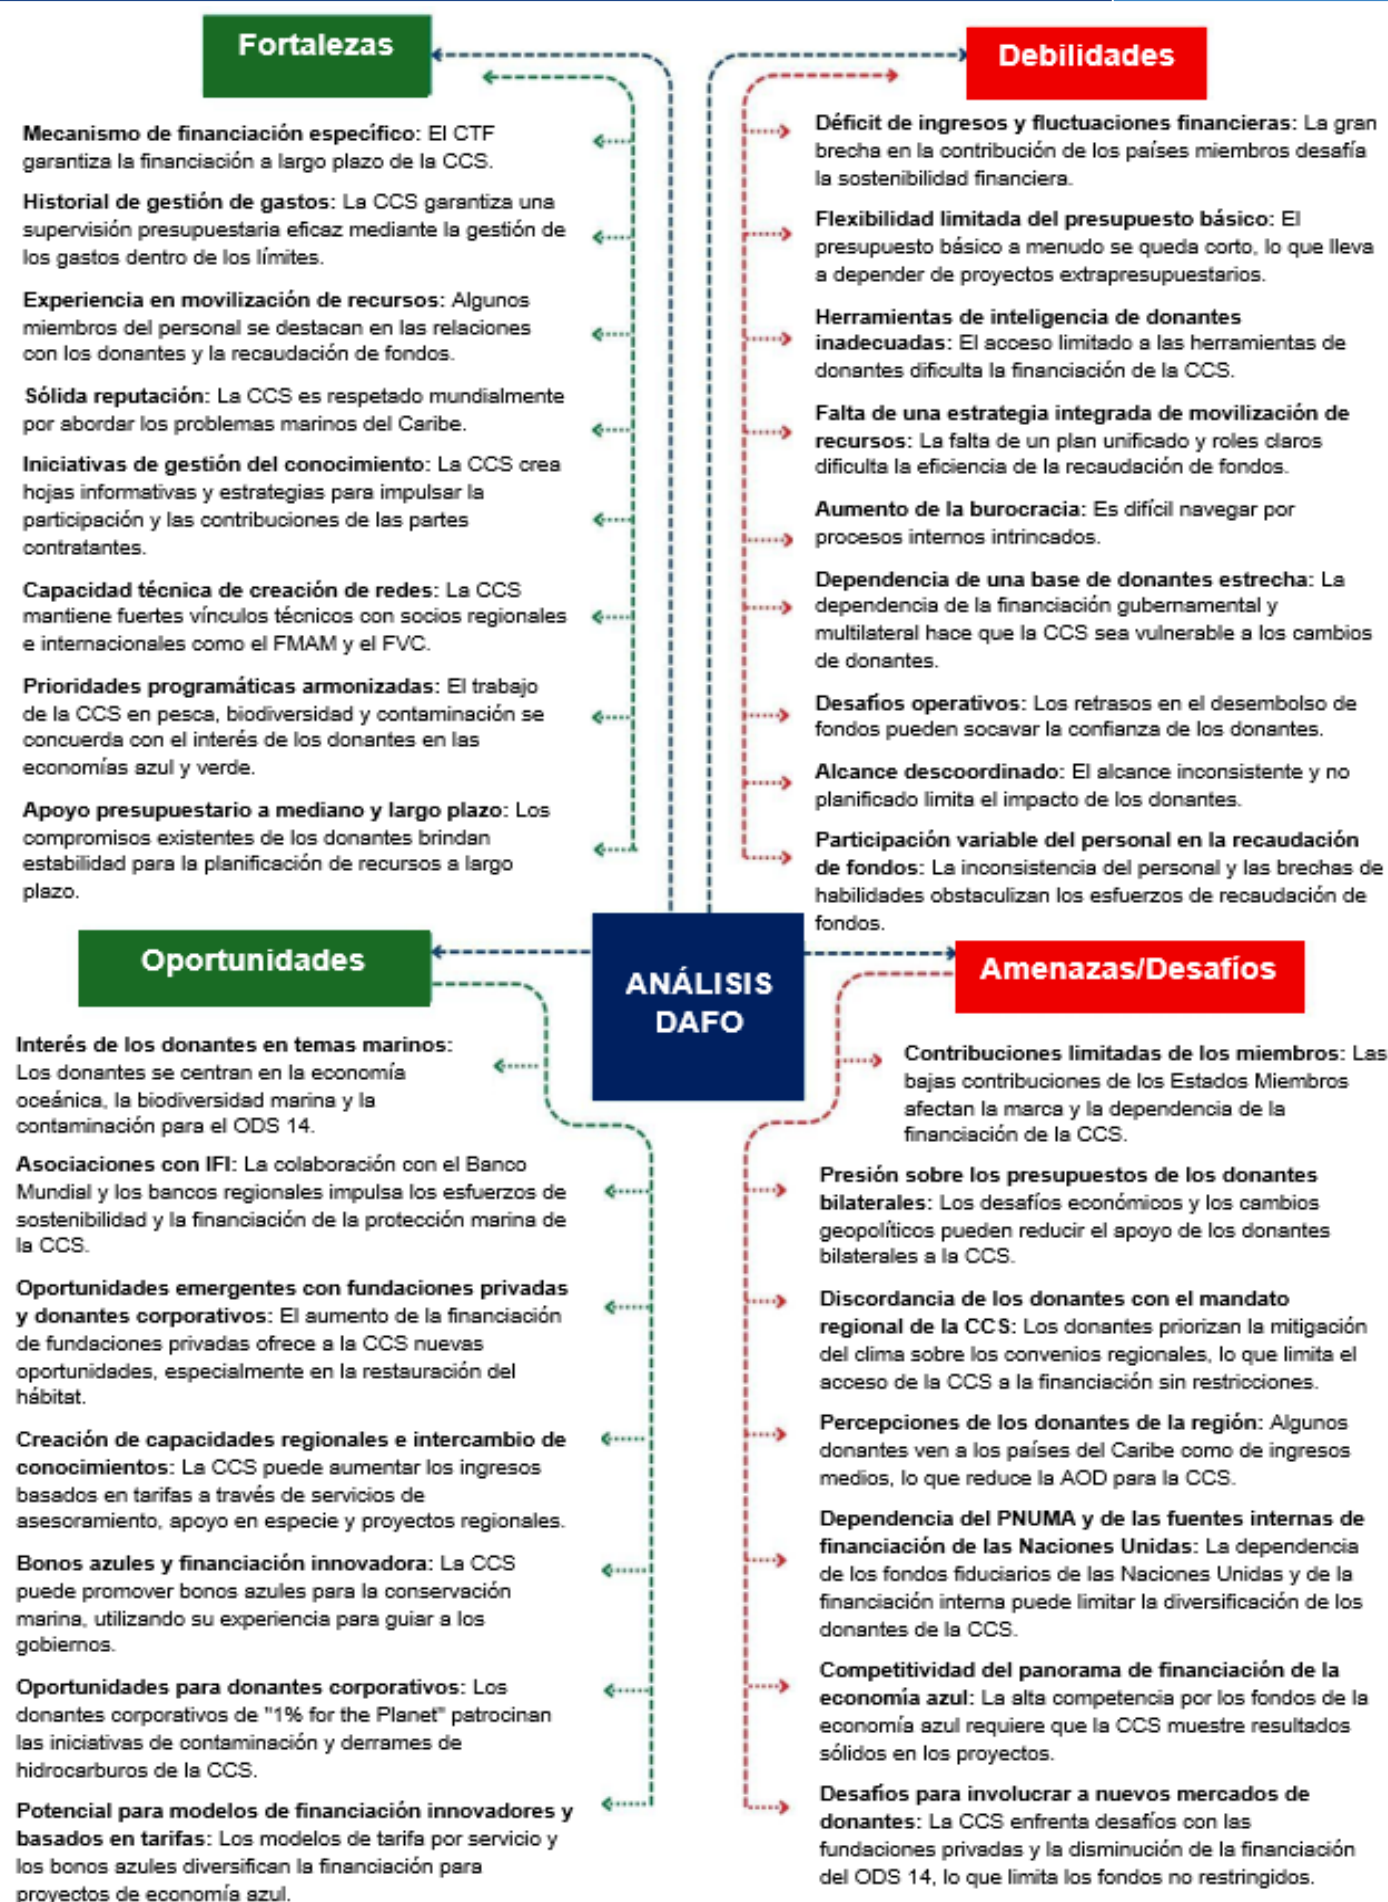 Fortalezas
Mecanismo de financiación específico: El CTF
garantiza la financiación a largo plazo de la CCS.
Historial de gestión de gastos: La CCS garantiza una
supervisión presupuestaria eficaz mediante la gestión de
los gastos dentro de los límites.
Experiencia en movilización de recursos: Algunos
miembros del personal se destacan en las relaciones
con los donantes y la recaudación de fondos.
Sólida reputación: La CCS es respetado mundialmente
por abordar los problemas marinos del Caribe.
Iniciativas de gestión del conocimiento: La CCS crea
hojas informativas y estrategias para impulsar la
participación y las contribuciones de las partes
contratantes.
Capacidad técnica de creación de redes: La CCS
mantiene fuertes vínculos técnicos con socios regionales
e internacionales como el FMAM y el FVC.
Prioridades programáticas armonizadas: El trabajo
de la CCS en pesca, biodiversidad y contaminación se
concuerda con el interés de los donantes en las
economías azul y verde.
Apoyo presupuestario a mediano y largo plazo: Los
compromisos existentes de los donantes brindan
estabilidad para la planificación de recursos a largo
plazo.
Debilidades
Déficit de ingresos y fluctuaciones financieras: La gran
brecha en la contribución de los países miembros desafía
la sostenibilidad financiera.
Flexibilidad limitada del presupuesto básico: El
presupuesto básico a menudo se queda corto, lo que lleva
a depender de proyectos extrapresupuestarios.
Herramientas de inteligencia de donantes
inadecuadas: El acceso limitado a las herramientas de
donantes dificulta la financiación de la CCS.
Falta de una estrategia integrada de movilización de
recursos: La falta de un plan unificado y roles claros
dificulta la eficiencia de la recaudación de fondos.
Aumento de la burocracia: Es difícil navegar por
procesos internos intrincados.
Dependencia de una base de donantes estrecha: La
dependencia de la financiación gubernamental y
multilateral hace que la CCS sea vulnerable a los cambios
de donantes.
Desafíos operativos: Los retrasos en el desembolso de
fondos pueden socavar la confianza de los donantes.
Alcance descoordinado: El alcance inconsistente y no
planificado limita el impacto de los donantes.
Participación variable del personal en la recaudación
de fondos: La inconsistencia del personal y las brechas de
habilidades obstaculizan los esfuerzos de recaudación de
fondos.
ANÁLISIS
DAFO
Oportunidades
Interés de los donantes en temas marinos:
Los donantes se centran en la economía
oceánica, la biodiversidad marina y la
contaminación para el ODS 14.
Asociaciones con IFI: La colaboración con el Banco
Mundial y los bancos regionales impulsa los esfuerzos de
sostenibilidad y la financiación de la protección marina de
la CCS.
Oportunidades emergentes con fundaciones privadas
y donantes corporativos: El aumento de la financiación
de fundaciones privadas ofrece a la CCS nuevas
oportunidades, especialmente en la restauración del
hábitat.
Creación de capacidades regionales e intercambio de
conocimientos: La CCS puede aumentar los ingresos
basados en tarifas a través de servicios de
asesoramiento, apoyo en especie y proyectos regionales.
Bonos azules y financiación innovadora: La CCS
puede promover bonos azules para la conservación
marina, utilizando su experiencia para guiar a los
gobiernos.
Oportunidades para donantes corporativos: Los
donantes corporativos de "1% for the Planet" patrocinan
las iniciativas de contaminación y derrames de
hidrocarburos de la CCS.
Potencial para modelos de financiación innovadores y
basados en tarifas: Los modelos de tarifa por servicio y
los bonos azules diversifican la financiación para
proyectos de economía azul.
Amenazas/Desafíos
Contribuciones limitadas de los miembros: Las
bajas contribuciones de los Estados Miembros
afectan la marca y la dependencia de la
financiación de la CCS.
Presión sobre los presupuestos de los donantes
bilaterales: Los desafíos económicos y los cambios
geopolíticos pueden reducir el apoyo de los donantes
bilaterales a la CCS.
Discordancia de los donantes con el mandato
regional de la CCS: Los donantes priorizan la mitigación
del clima sobre los convenios regionales, lo que limita el
acceso de la CCS a la financiación sin restricciones.
Percepciones de los donantes de la región: Algunos
donantes ven a los países del Caribe como de ingresos
medios, lo que reduce la AOD para la CCS.
Dependencia del PNUMA y de las fuentes internas de
financiación de las Naciones Unidas: La dependencia
de los fondos fiduciarios de las Naciones Unidas y de la
financiación interna puede limitar la diversificación de los
donantes de la CCS.
Competitividad del panorama de financiación de la
economía azul: La alta competencia por los fondos de la
economía azul requiere que la CCS muestre resultados
sólidos en los proyectos.
Desafíos para involucrar a nuevos mercados de
donantes: La CCS enfrenta desafíos con las
fundaciones privadas y la disminución de la financiación
del ODS 14, lo que limita los fondos no restringidos.